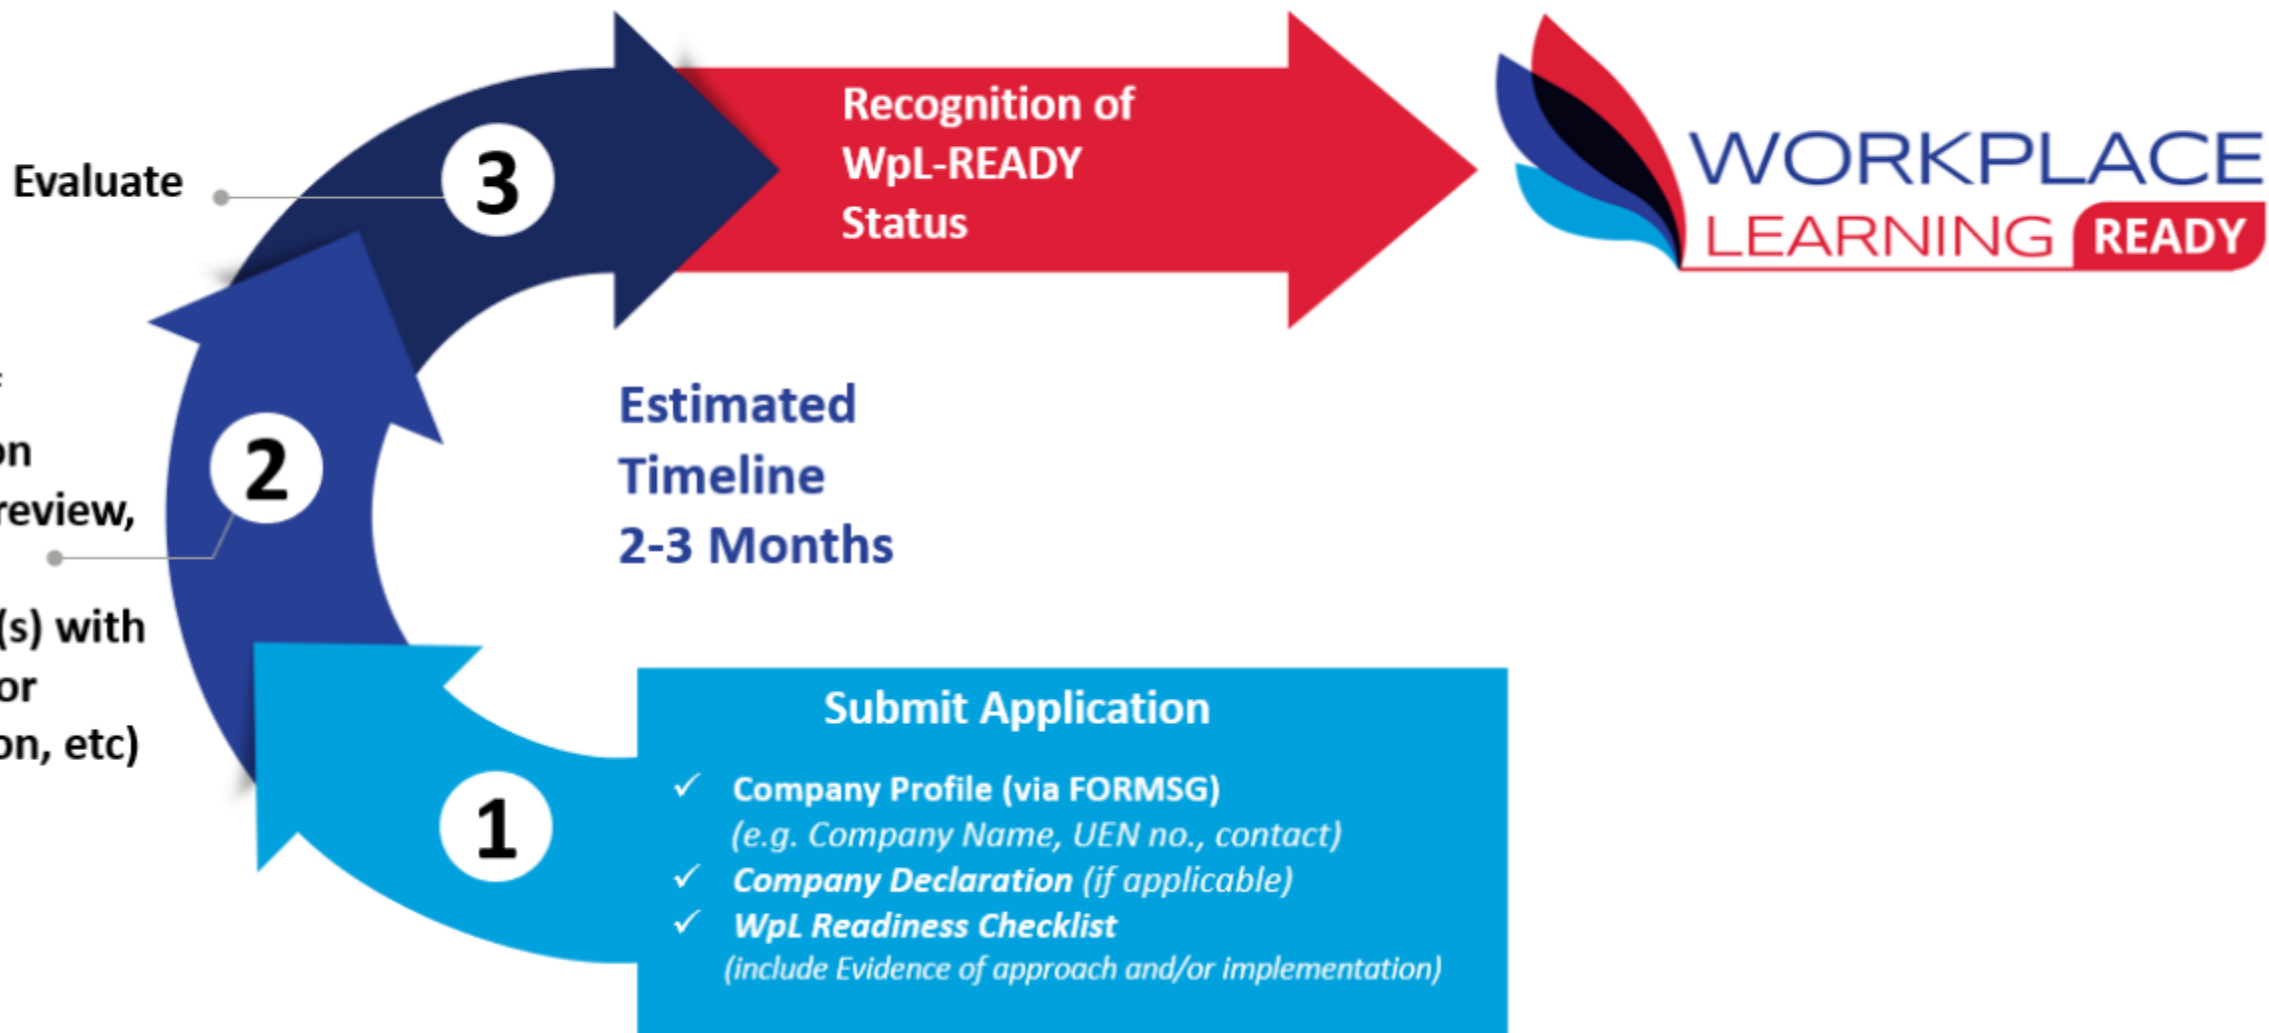 Evaluate
3
Recognition of
WpL-READY
Status
WORKPLACE
LEARNING READY
2
review,
(s) with
or
etc)
Estimated
Timeline
2-3 Months
1
Submit Application
✓ Company Profile (via FORMSG)
(e.g. Company Name, UEN no., contact)
✓ Company Declaration (if applicable)
✓ WpL Readiness Checklist
(include Evidence of approach and/or implementation)